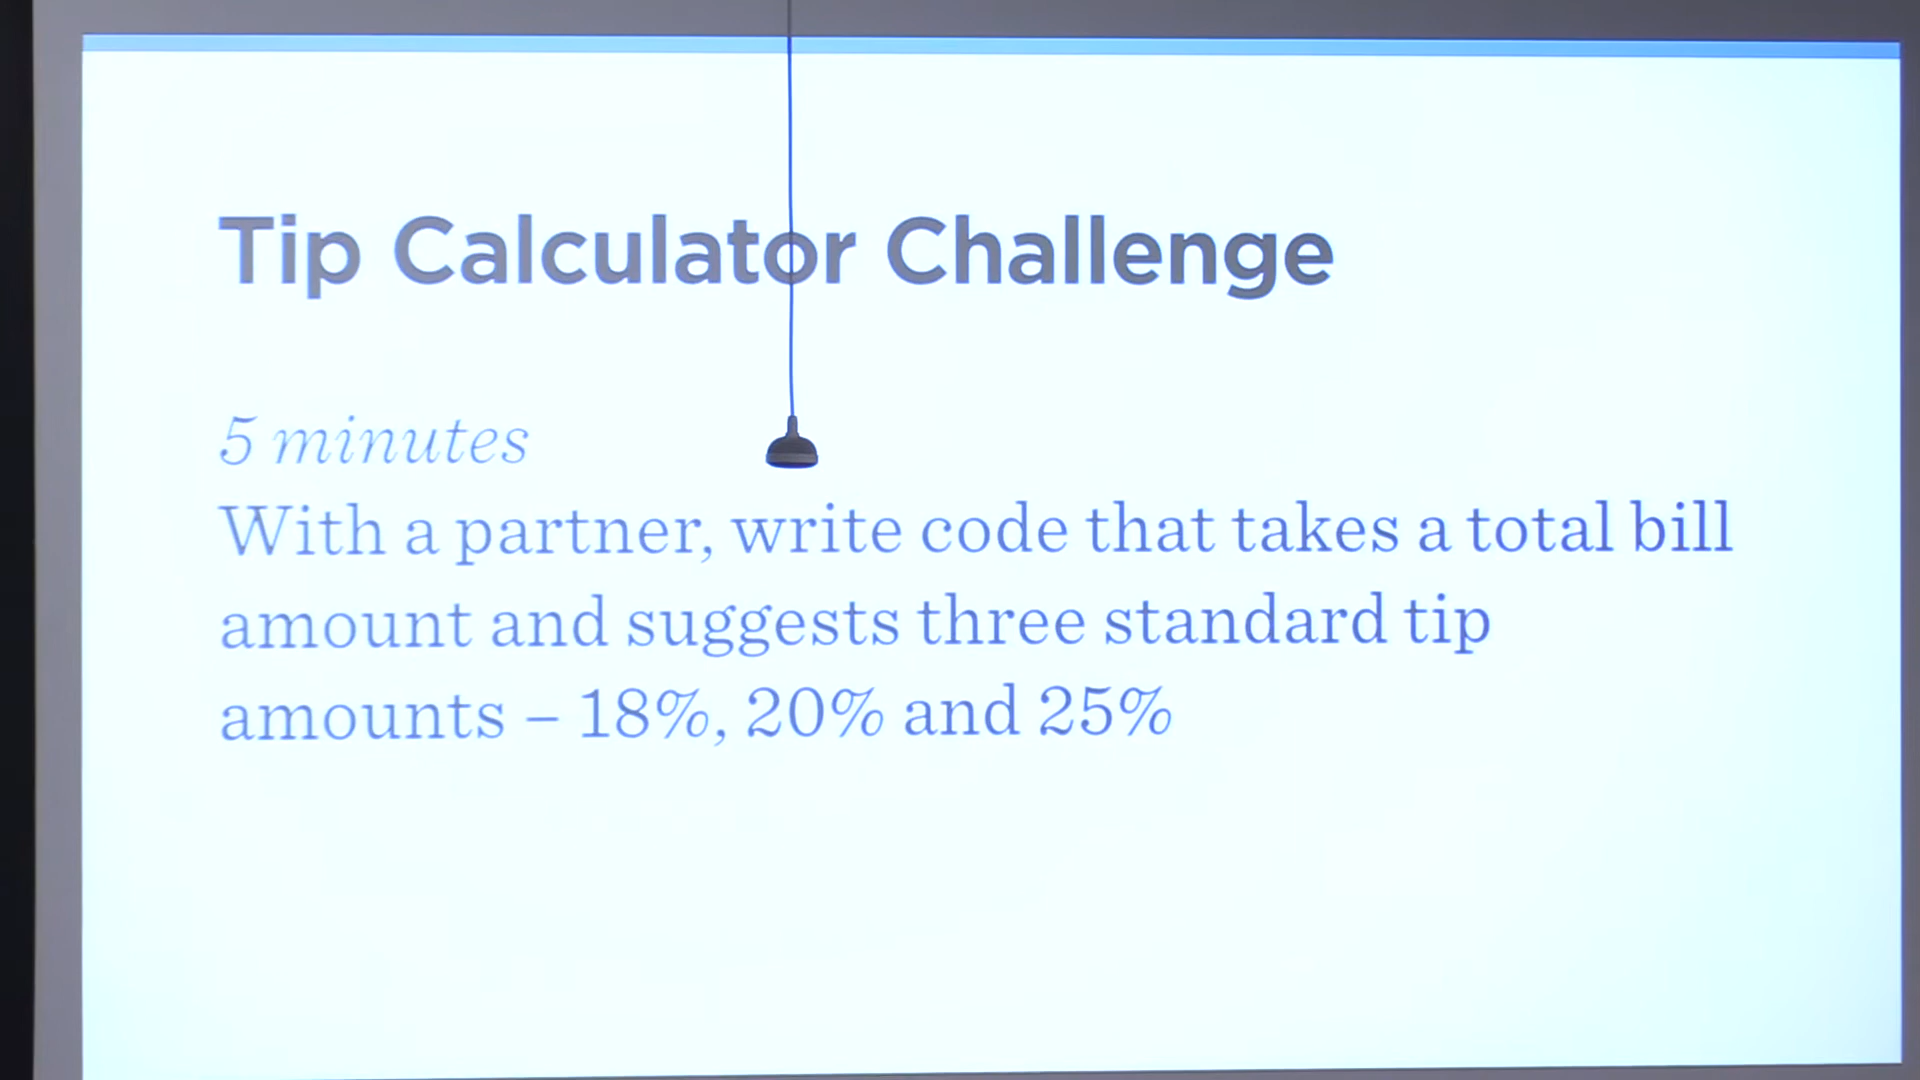 Tip Calculator Challenge
5 minutes
With a partner, write code that takes a total bill
amount and suggests three standard tip
amounts – 18%, 20% and 25%